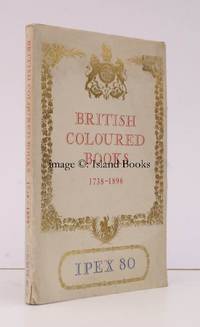 BRITISH
COLOURED
BOOKS
image ©: Island Books
1738-1898
IPEX 80